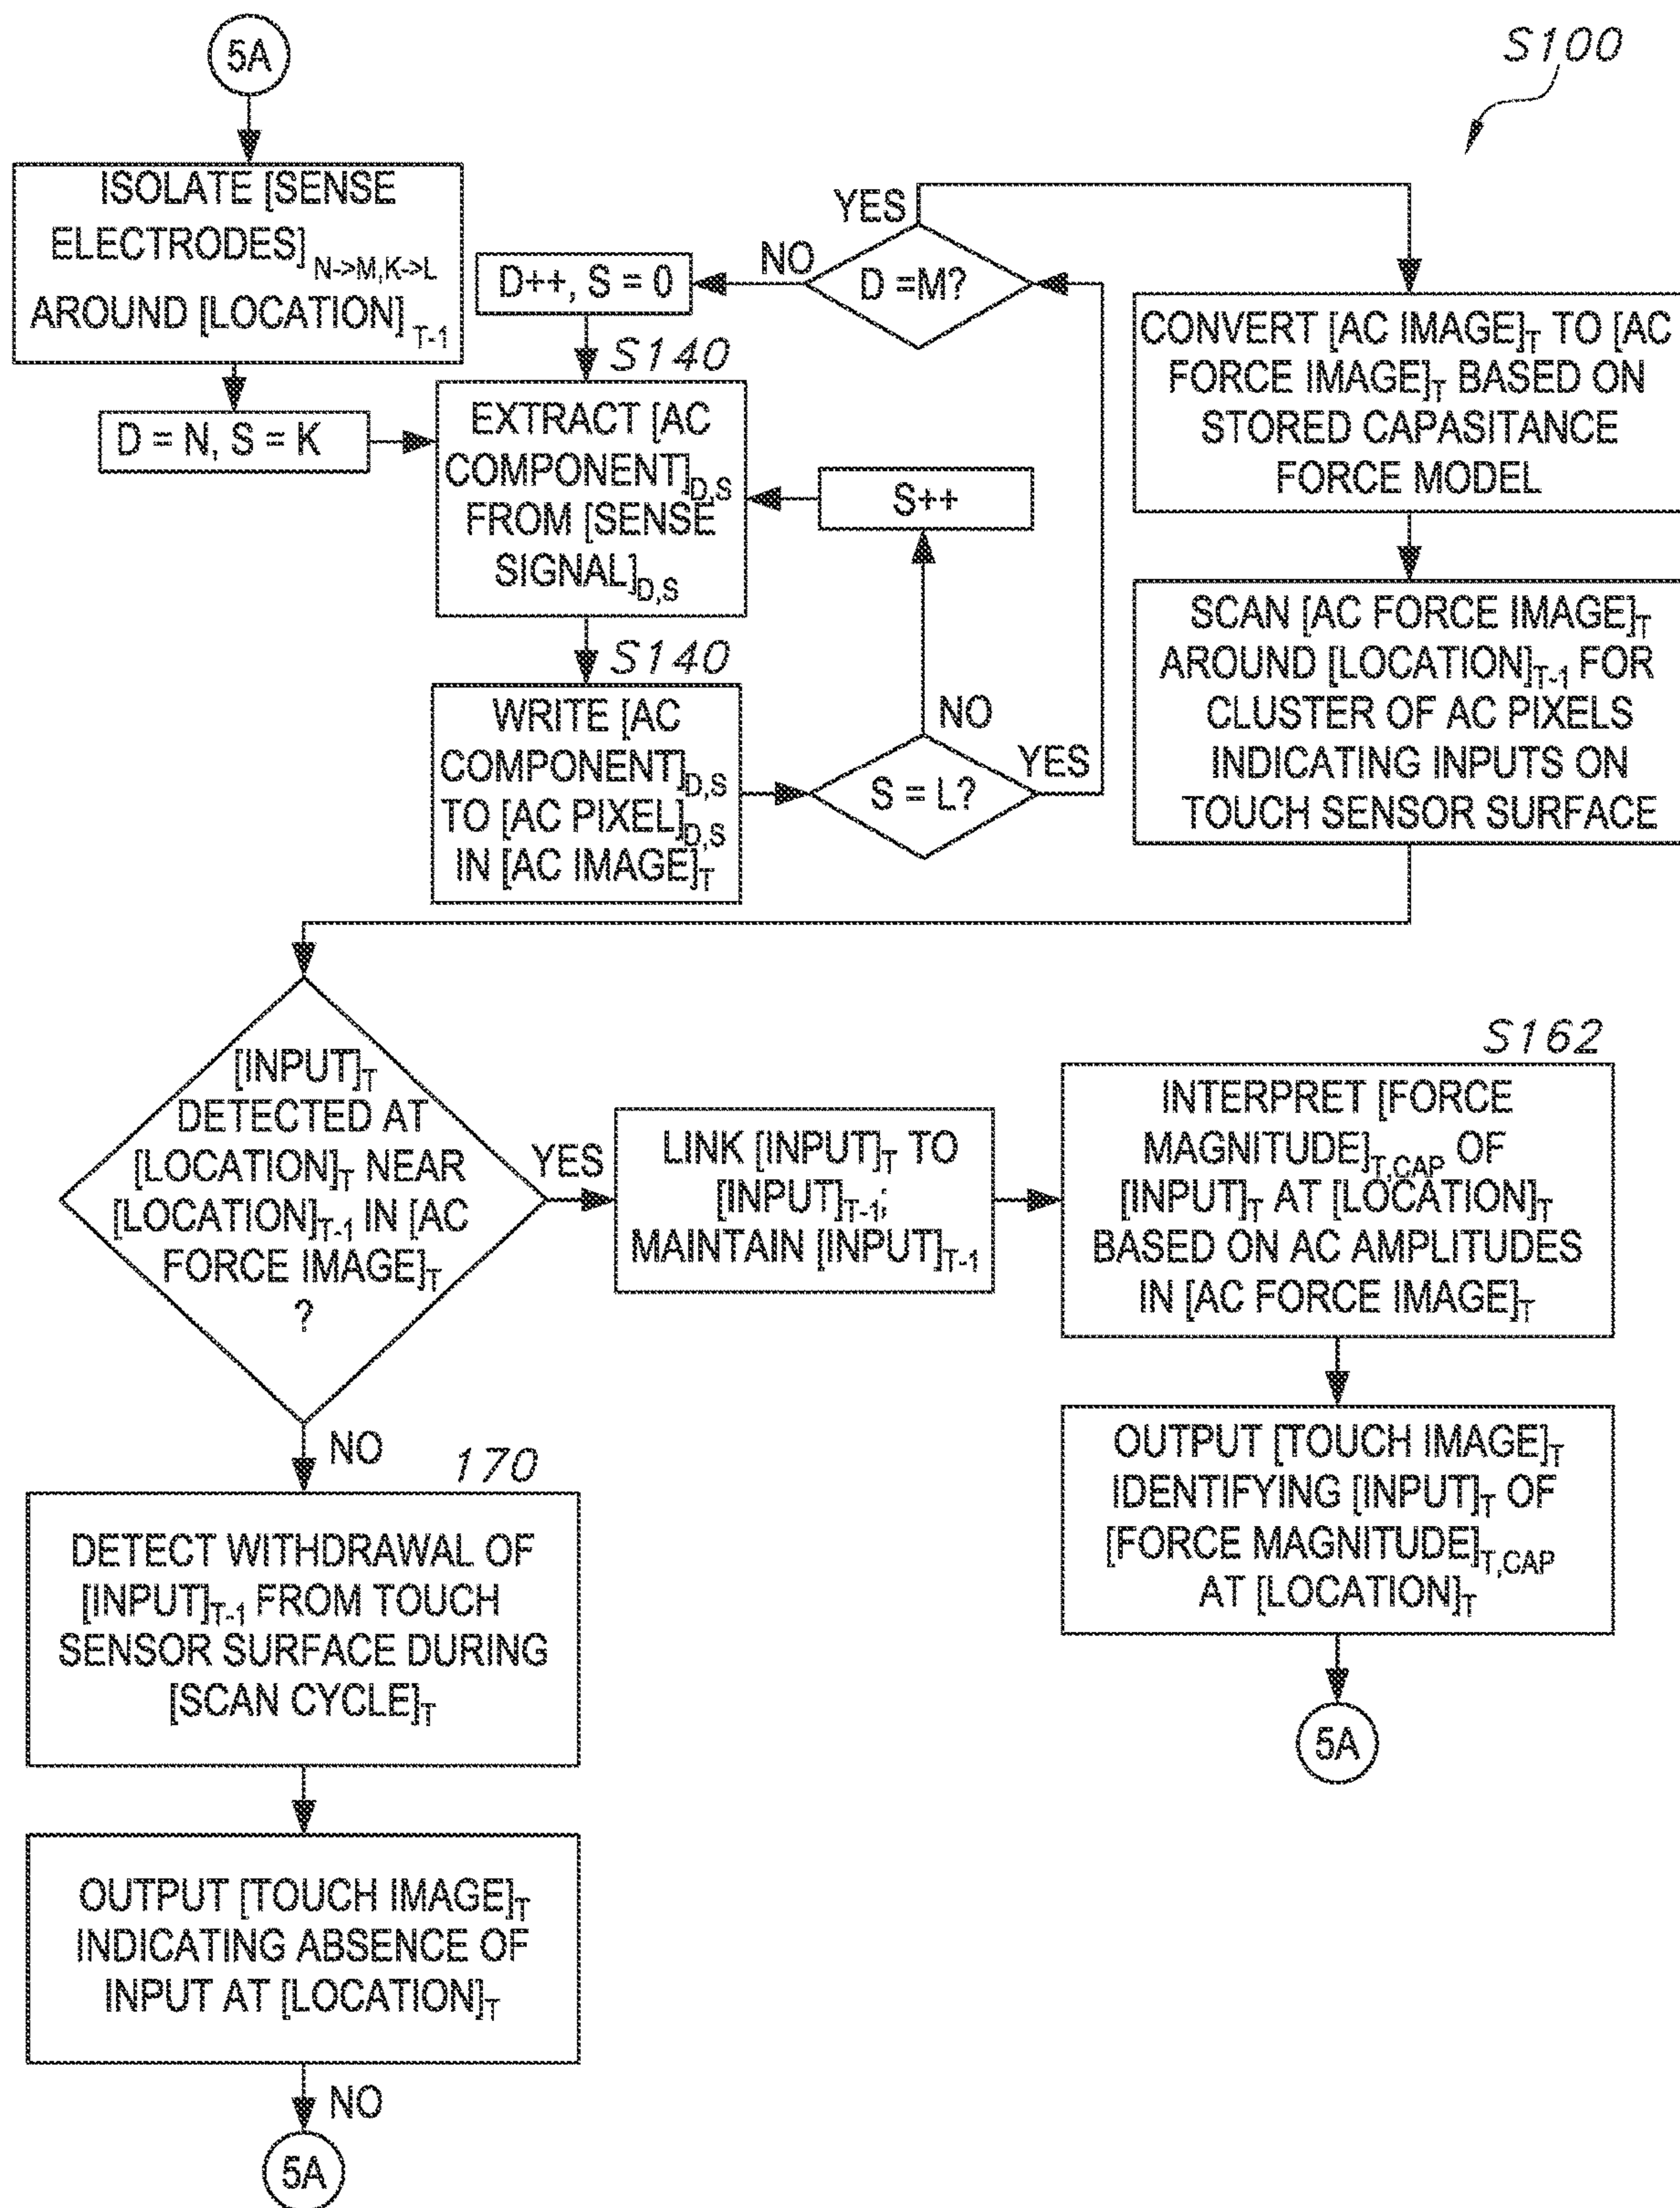 5A
S100
ISOLATE [SENSE
ELECTRODES]N->M,K->L
AROUND [LOCATION]T-1
D = N, S = K
D++, S = 0
NO
YES
D =M?
S140
EXTRACT [AC
COMPONENT]D,S
FROM [SENSE
SIGNAL]D,S
S++
S140
WRITE [AC
COMPONENT]D,S
TO [AC PIXEL]D,S
IN [AC IMAGE]T
NO
YES
S = L?
CONVERT [AC IMAGE]T TO [AC
FORCE IMAGE]T BASED ON
STORED CAPASITANCE
FORCE MODEL
SCAN [AC FORCE IMAGE]T
AROUND [LOCATION]T-1 FOR
CLUSTER OF AC PIXELS
INDICATING INPUTS ON
TOUCH SENSOR SURFACE
[INPUT]T
DETECTED AT
[LOCATION]T NEAR
[LOCATION]T-1 IN [AC
FORCE IMAGE]T
?
YES
LINK [INPUT]T TO
[INPUT]T-1;
MAINTAIN [INPUT]T-1
S162
INTERPRET [FORCE
MAGNITUDE]T,CAP OF
[INPUT]T AT [LOCATION]T
BASED ON AC AMPLITUDES
IN [AC FORCE IMAGE]T
OUTPUT [TOUCH IMAGE]T
IDENTIFYING [INPUT]T OF
[FORCE MAGNITUDE]T,CAP
AT [LOCATION]T
5A
NO
170
DETECT WITHDRAWAL OF
[INPUT]T-1 FROM TOUCH
SENSOR SURFACE DURING
[SCAN CYCLE]T
OUTPUT [TOUCH IMAGE]T
INDICATING ABSENCE OF
INPUT AT [LOCATION]T
NO
5A